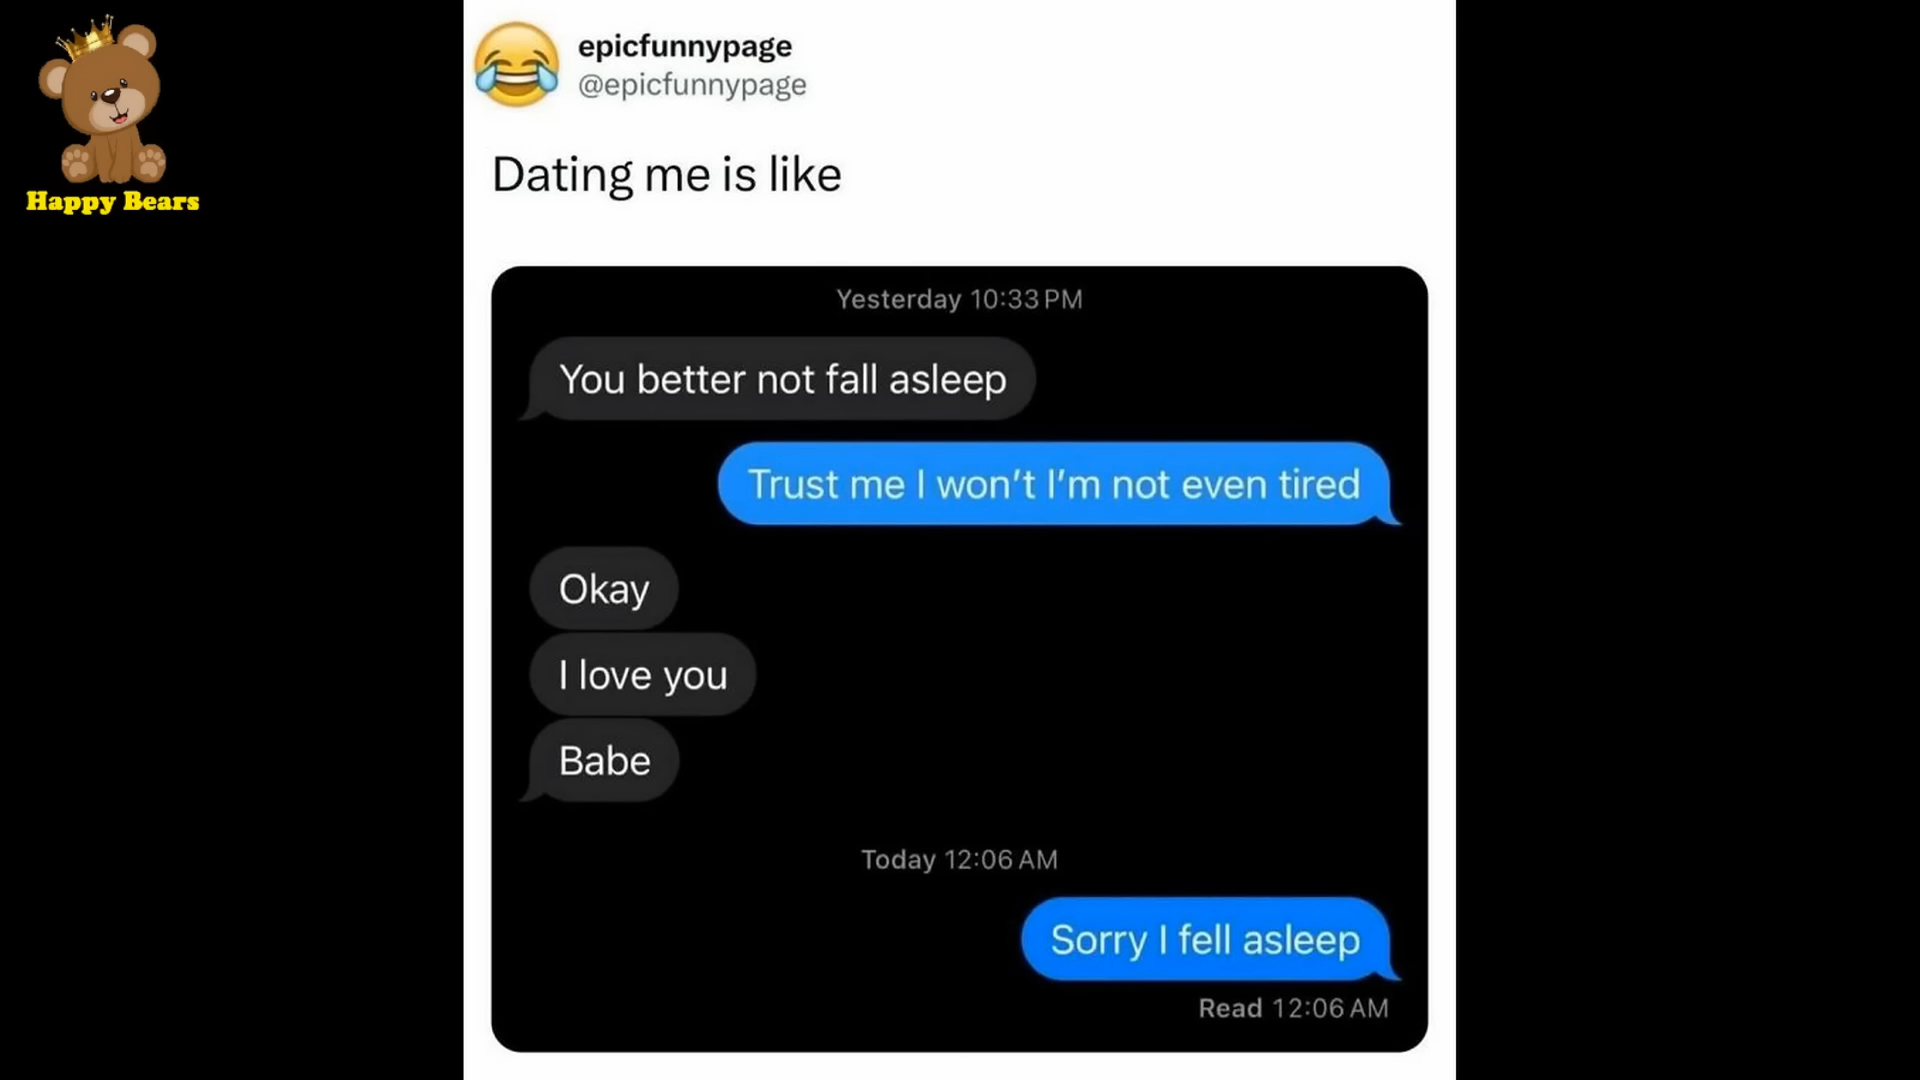 Happy Bears
epicfunnypage
@epicfunnypage
Dating me is like
Yesterday 10:33 PM
You better not fall asleep
Trust me I won’t I’m not even tired
Okay
I love you
Babe
Today 12:06 AM
Sorry I fell asleep
Read 12:06 AM